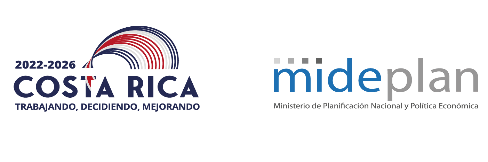 2022-2026
COSTA RICA
TRABAJANDO, DECIDIENDO, MEJORANDO
mideplan
Ministerio de Planificación Nacional y Política Económica